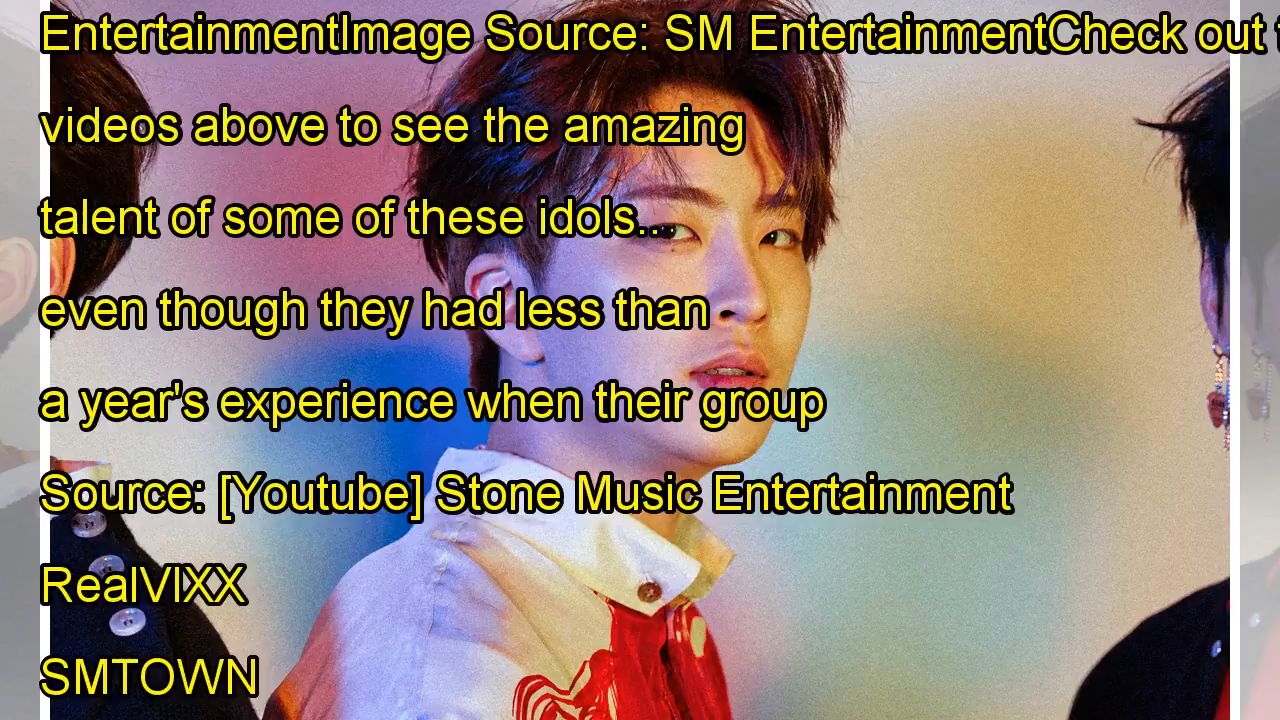 EntertainmentImage Source: SM EntertainmentCheck out
videos above to see the amazing
talent of some of these idols..
even though they had less than
a year's experience when their group
Source: [Youtube] Stone Music Entertainment
RealVIXX
SMTOWN